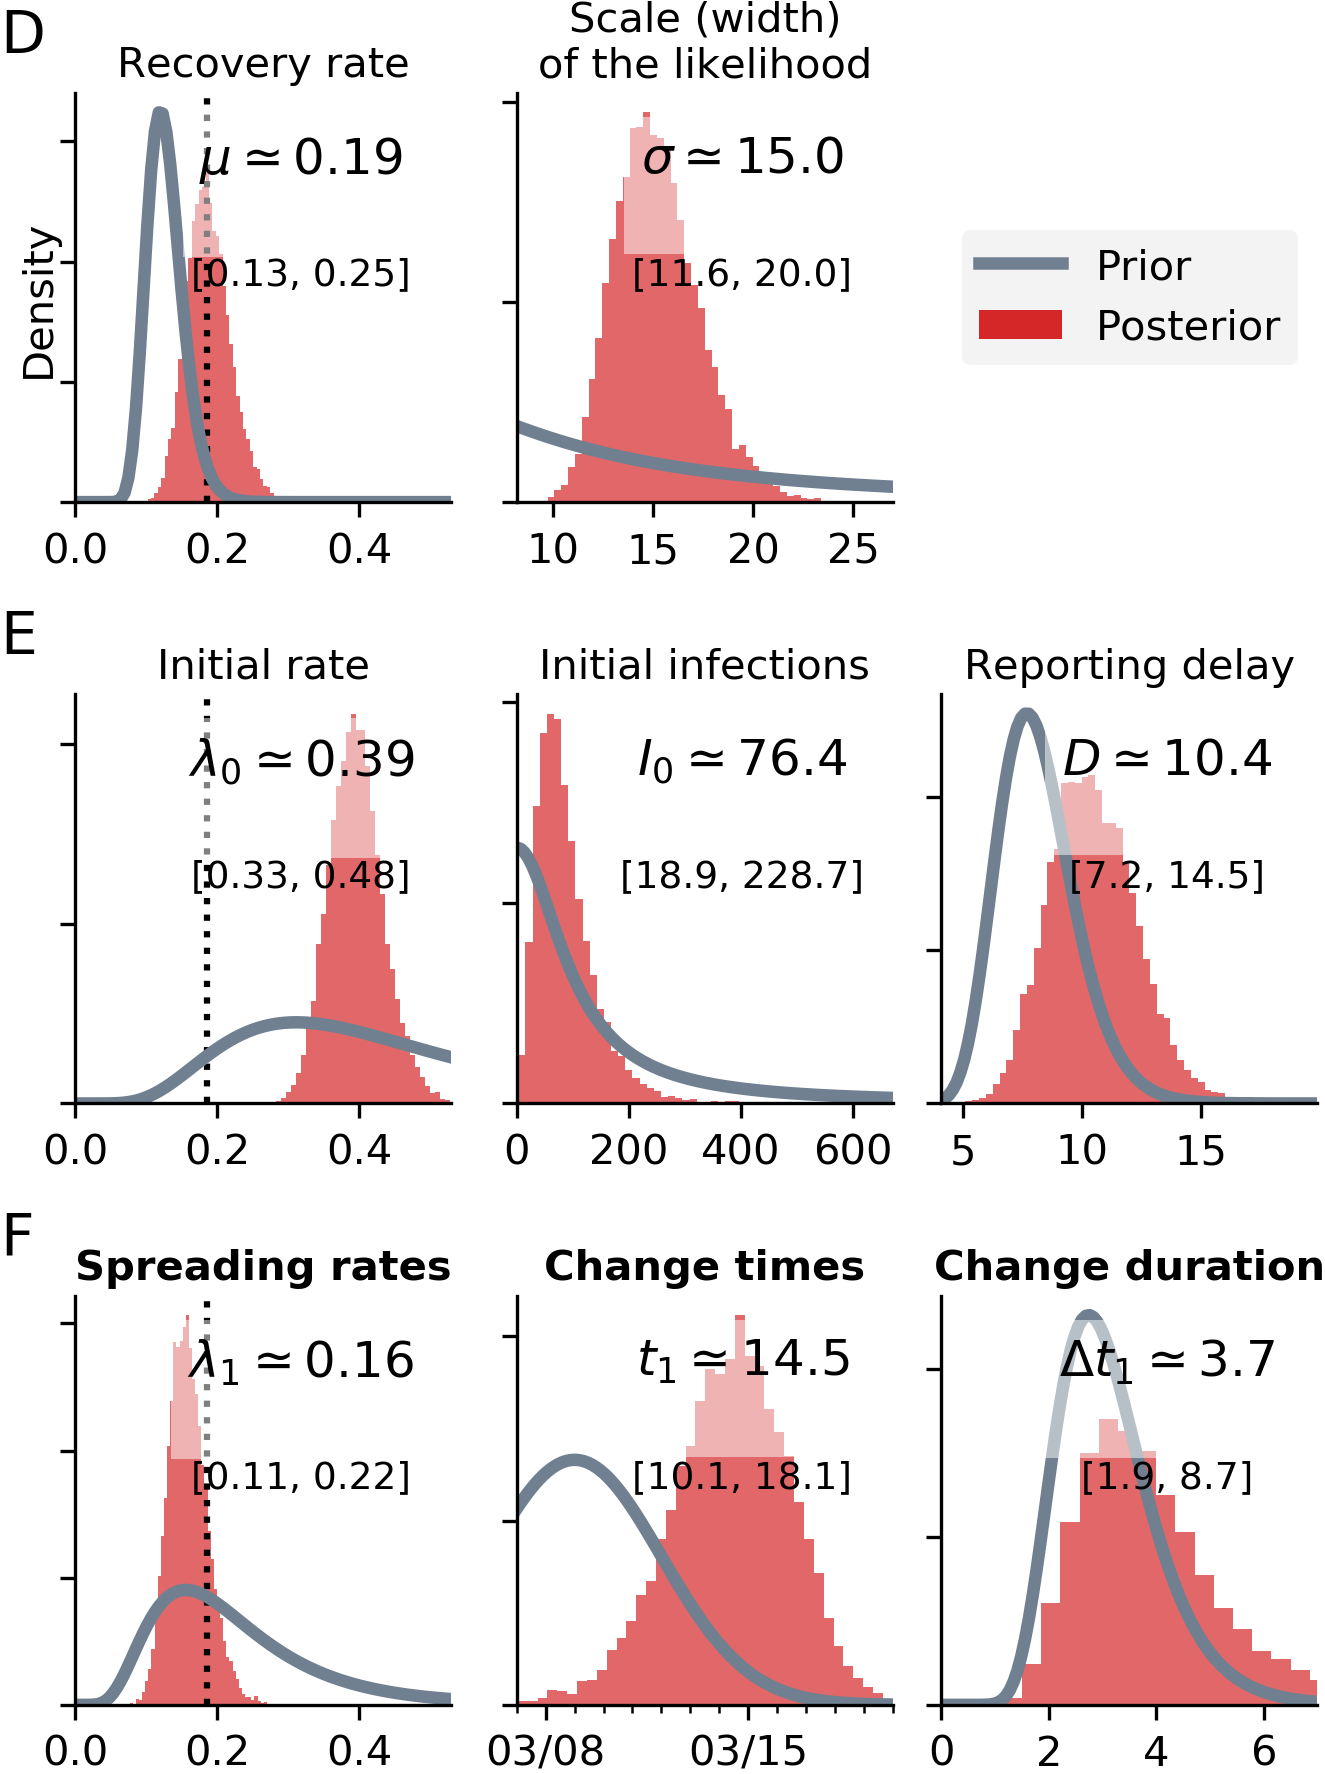 D
Recovery rate
Scale (width)
of the likelihood
Density
μ ≃ 0.19
[0.13, 0.25]
σ ≃ 15.0
[11.6, 20.0]
Prior
Posterior
0.0 0.2 0.4
10 15 20 25
E
Initial rate
Initial infections
Reporting delay
λ0 ≃ 0.39
[0.33, 0.48]
I0 ≃ 76.4
[18.9, 228.7]
D ≃ 10.4
[7.2, 14.5]
0.0 0.2 0.4
0 200 400 600
5 10 15
F
Spreading rates
Change times
Change duration
λ1 ≃ 0.16
[0.11, 0.22]
t1 ≃ 14.5
[10.1, 18.1]
Δt1 ≃ 3.7
[1.9, 8.7]
0.0 0.2 0.4
03/08 03/15
0 2 4 6